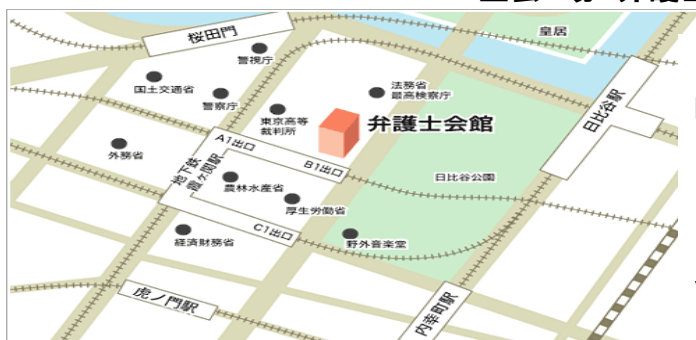 桜田門
皇居
警視庁
国土交通省
警察庁
法務省
最高検察庁
東京高等
裁判所
弁護士会館
日比谷駅
A1出口
B1出口
外務省
地下鉄
霞ヶ関駅
農林水産省
日比谷公園
厚生労働省
C1出口
経済財務省
野外音楽堂
虎ノ門駅
内幸町駅